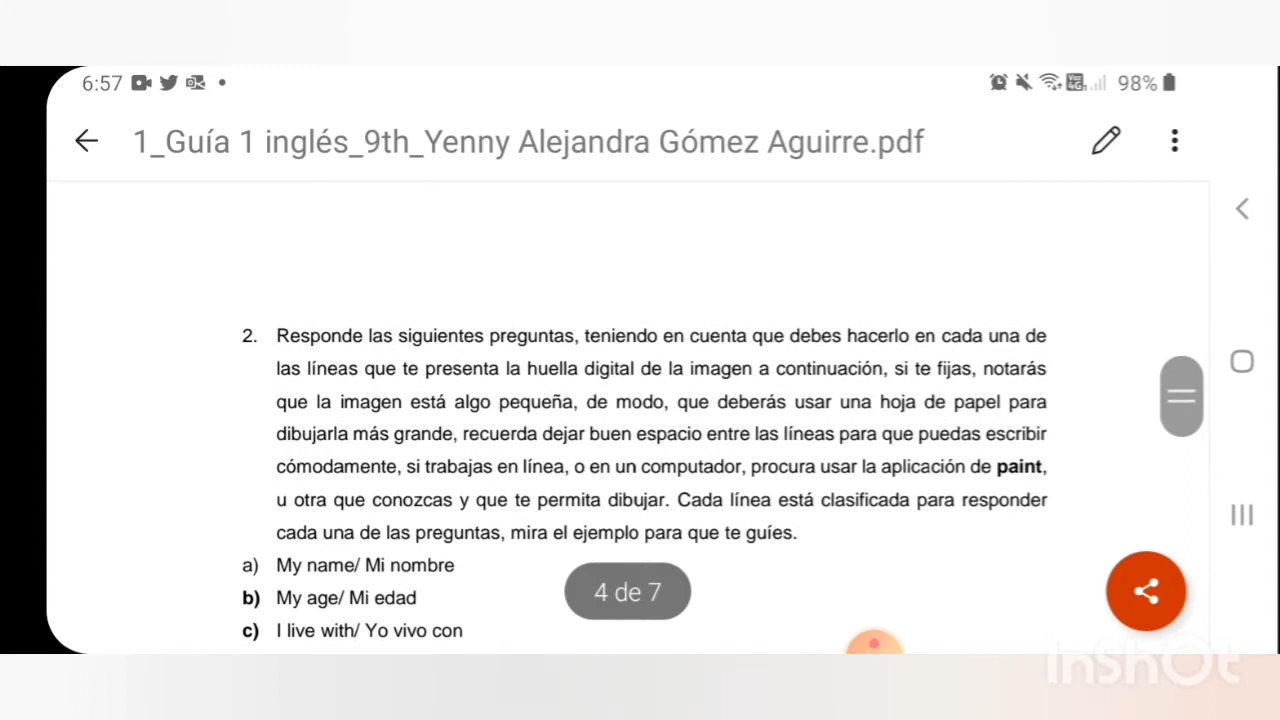 6:57
98%
1_Guía 1 inglés_9th_Yenny Alejandra Gómez Aguirre.pdf
2. Responde las siguientes preguntas, teniendo en cuenta que debes hacerlo en cada una de
las líneas que te presenta la huella digital de la imagen a continuación, si te fijas, notarás
que la imagen está algo pequeña, de modo, que deberás usar una hoja de papel para
dibujarla más grande, recuerda dejar buen espacio entre las líneas para que puedas escribir
cómodamente, si trabajas en línea, o en un computador, procura usar la aplicación de paint,
u otra que conozcas y que te permita dibujar. Cada línea está clasificada para responder
cada una de las preguntas, mira el ejemplo para que te guíes.
a) My name/ Mi nombre
b) My age/ Mi edad
c) I live with/ Yo vivo con
4 de 7
InShOt